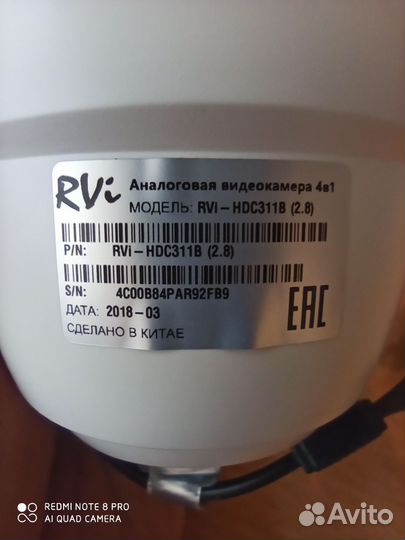 RVi Аналоговая видеокамера 4в1
МОДЕЛЬ: RVi-HDC311B (2.8)
P/N: RVi-HDC311B (2.8)
S/N: 4C00B84PAR92FB9
ДАТА: 2018-03
СДЕЛАНО В КИТАЕ
EAC
REDMI NOTE 8 PRO
AI QUAD CAMERA
Avito